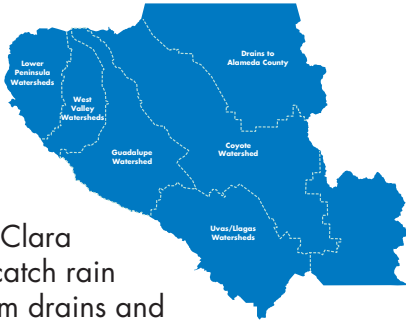 Drains to
Alameda County
Lower
Peninsula
Watersheds
West
Valley
Watersheds
Guadalupe
Watershed
Coyote
Watershed
Uvas/Llagas
Watersheds
Clara
catch rain
m drains and